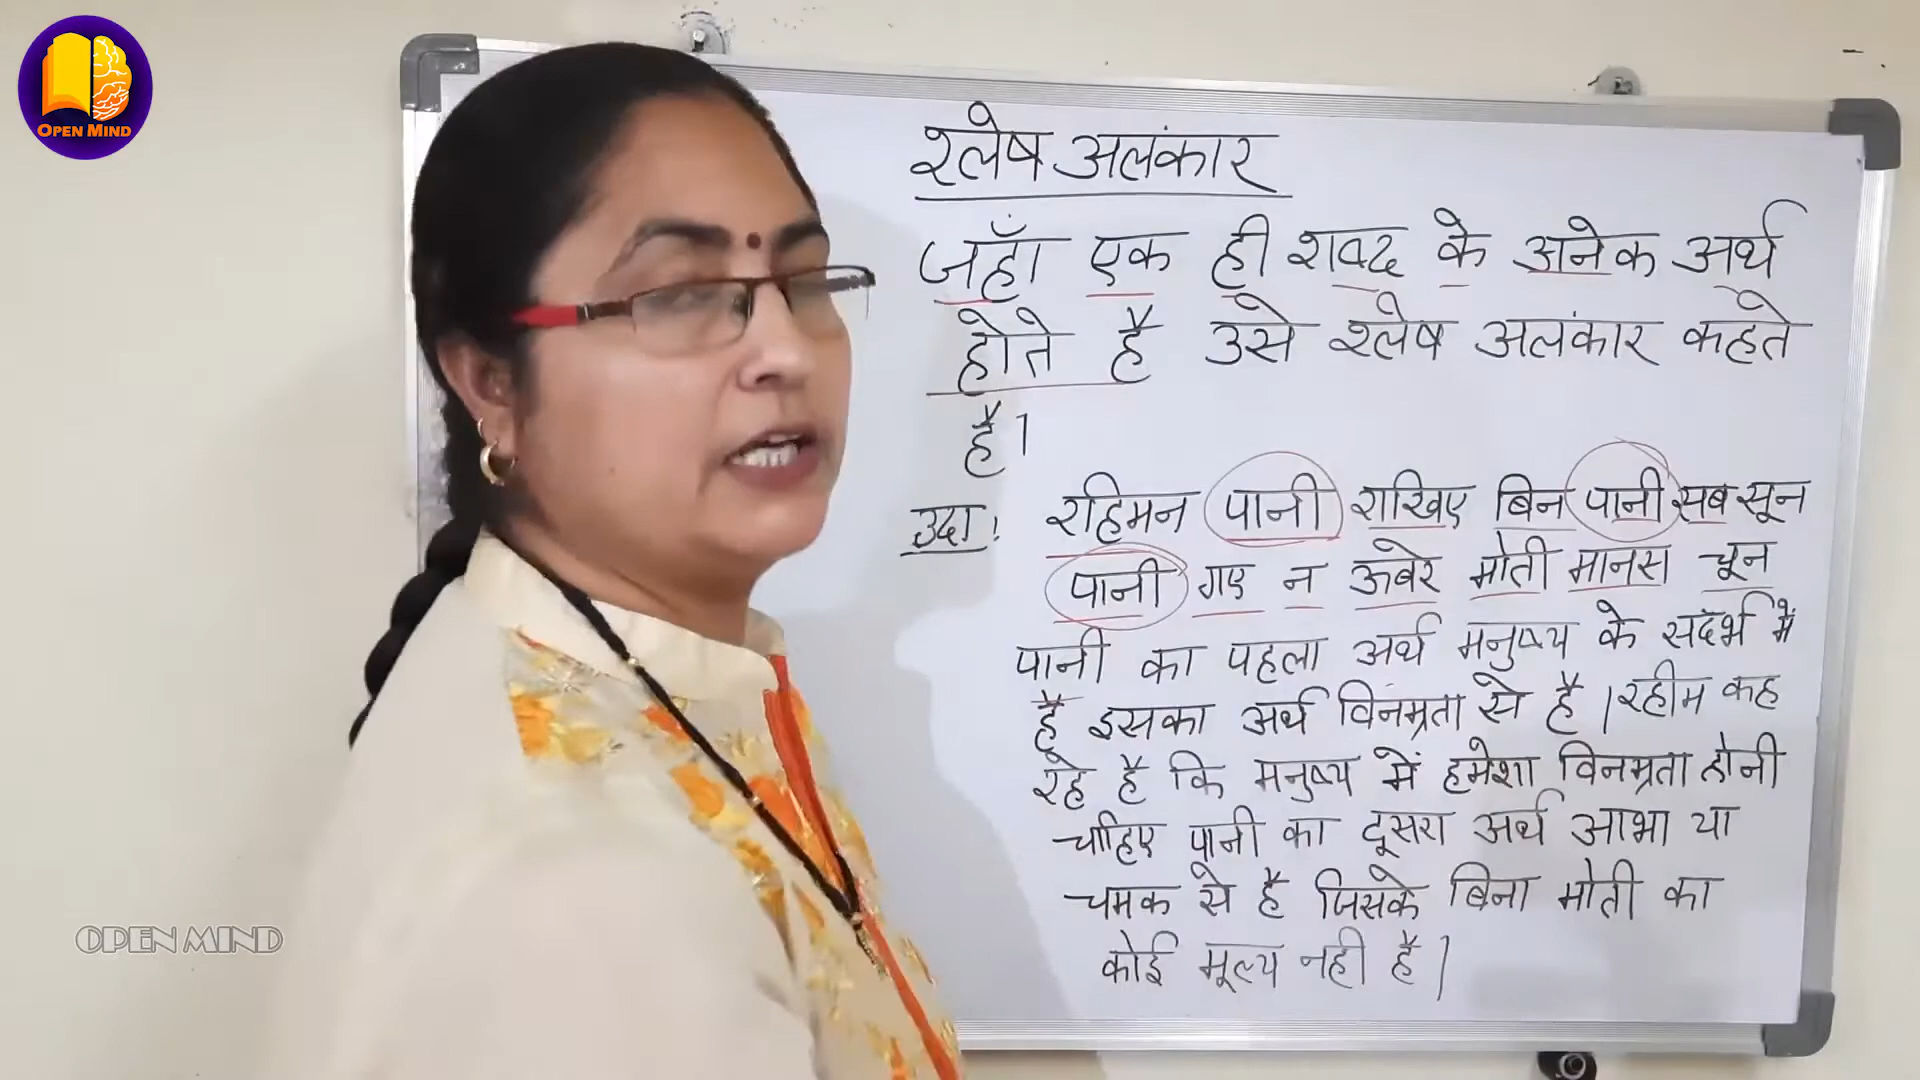 OPEN MIND
श्लेष अलंकार
जहाँ एक ही शब्द के अनेक अर्थ
होते है उसे श्लेष अलंकार कहते
है।
उदा: रहिमन पानी राखिए बिन पानी सब सून
पानी गए न ऊबरे मोती मानस चून
पानी का पहला अर्थ मनुष्य के संदर्भ में
है इसका अर्थ विनम्रता से है। रहीम कह
रहे है कि मनुष्य में हमेशा विनम्रता होनी
चाहिए पानी का दूसरा अर्थ आभा या
चमक से है जिसके बिना मोती का
कोई मूल्य नही है।
OPEN MIND